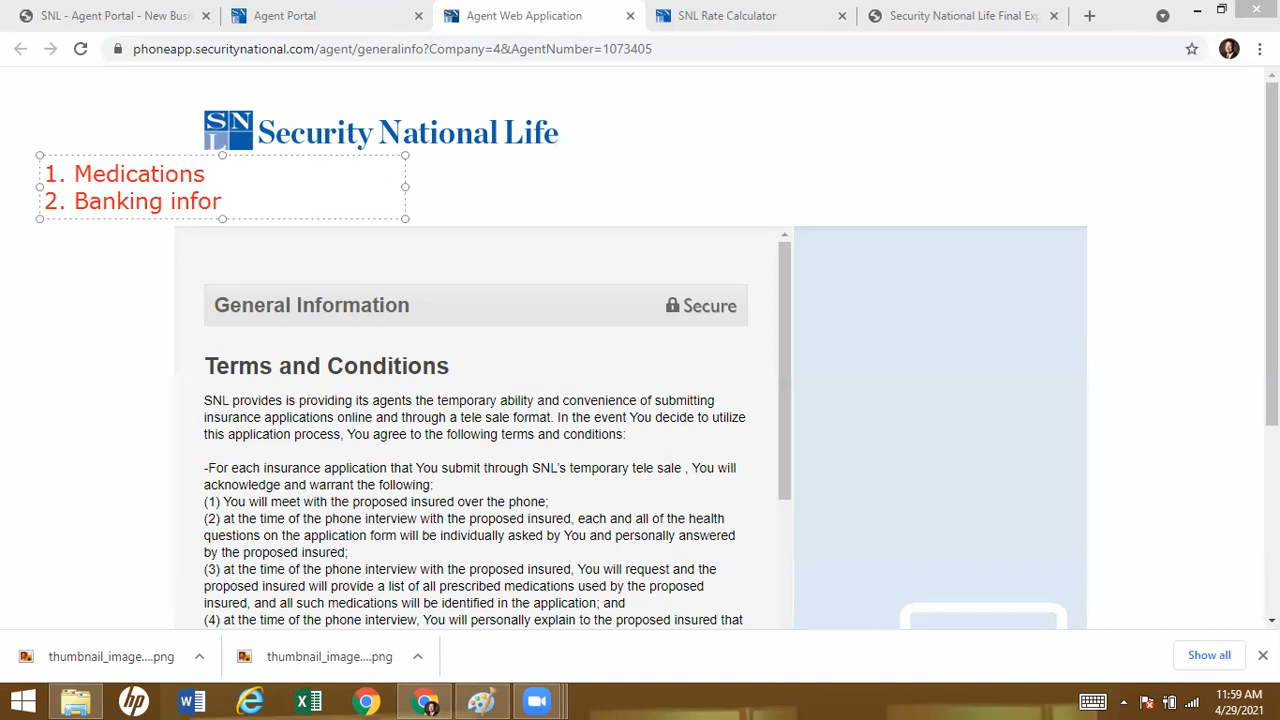 SNL - Agent Portal - New Busi
Agent Portal
Agent Web Application
SNL Rate Calculator
Security National Life Final Exp
phoneapp.securitynational.com/agent/generalinfo?Company=4&AgentNumber=1073405
SNL Security National Life
1. Medications
2. Banking infor
General Information
Secure
Terms and Conditions
SNL provides is providing its agents the temporary ability and convenience of submitting
insurance applications online and through a tele sale format. In the event You decide to utilize
this application process, You agree to the following terms and conditions:
-For each insurance application that You submit through SNL's temporary tele sale , You will
acknowledge and warrant the following:
(1) You will meet with the proposed insured over the phone;
(2) at the time of the phone interview with the proposed insured, each and all of the health
questions on the application form will be individually asked by You and personally answered
by the proposed insured;
(3) at the time of the phone interview with the proposed insured, You will request and the
proposed insured will provide a list of all prescribed medications used by the proposed
insured, and all such medications will be identified in the application; and
(4) at the time of the phone interview, You will personally explain to the proposed insured that
thumbnail_image....png
thumbnail_image....png
Show all
11:59 AM
4/29/2021